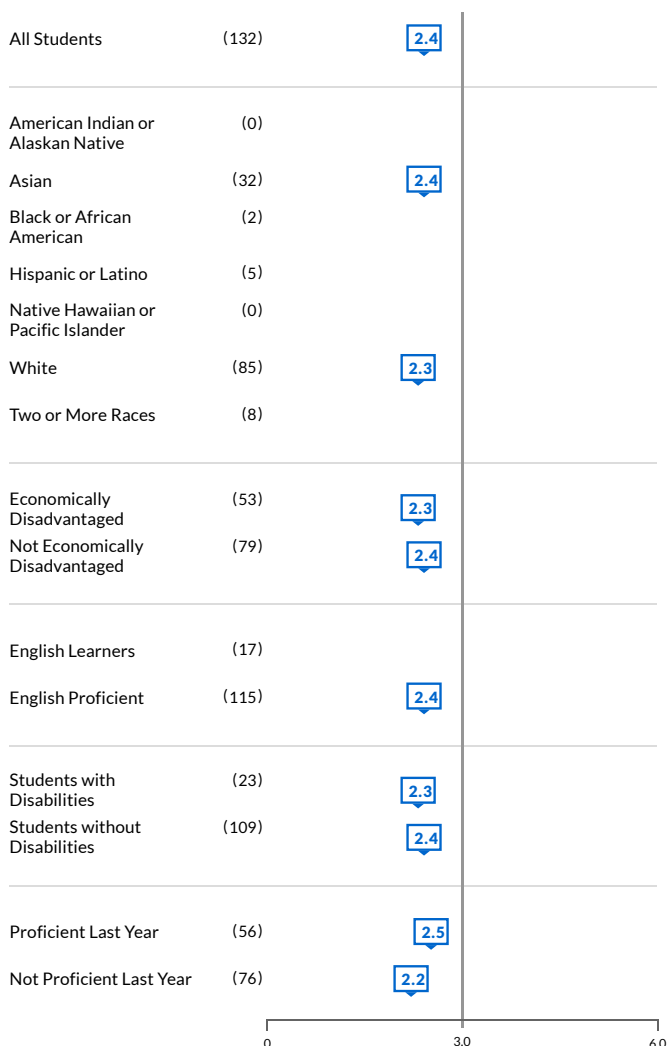 All Students (132) 2.4
American Indian or (0)
Alaskan Native
Asian (32) 2.4
Black or African (2)
American
Hispanic or Latino (5)
Native Hawaiian or (0)
Pacific Islander
White (85) 2.3
Two or More Races (8)
Economically (53) 2.3
Disadvantaged
Not Economically (79) 2.4
Disadvantaged
English Learners (17)
English Proficient (115) 2.4
Students with (23) 2.3
Disabilities
Students without (109) 2.4
Disabilities
Proficient Last Year (56) 2.5
Not Proficient Last Year (76) 2.2
0 3.0 6.0